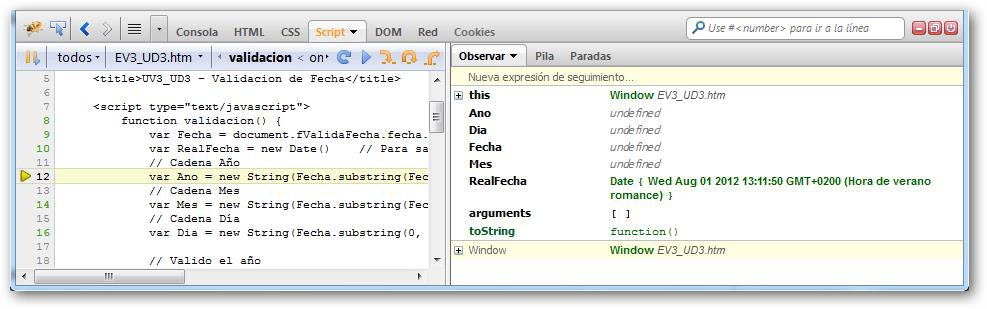 Consola HTML CSS Script DOM Red Cookies
Use #<number> para ir a la línea
todos EV3_UD3.htm validacion < on
5 <title>UV3_UD3 - Validacion de Fecha</title>
6
7 <script type="text/javascript">
8 function validacion() {
9 var Fecha = document.fValidaFecha.fecha.
10 var RealFecha = new Date() // Para sa
11 // Cadena Año
12 var Ano = new String(Fecha.substring(Fec
13 // Cadena Mes
14 var Mes = new String(Fecha.substring(Fec
15 // Cadena Día
16 var Dia = new String(Fecha.substring(0,
17
18 // Valido el año
Observar Pila Paradas
Nueva expresión de seguimiento...
this Window EV3_UD3.htm
Ano undefined
Dia undefined
Fecha undefined
Mes undefined
RealFecha Date { Wed Aug 01 2012 13:11:50 GMT+0200 (Hora de verano
romance) }
arguments [ ]
toString function()
Window Window EV3_UD3.htm